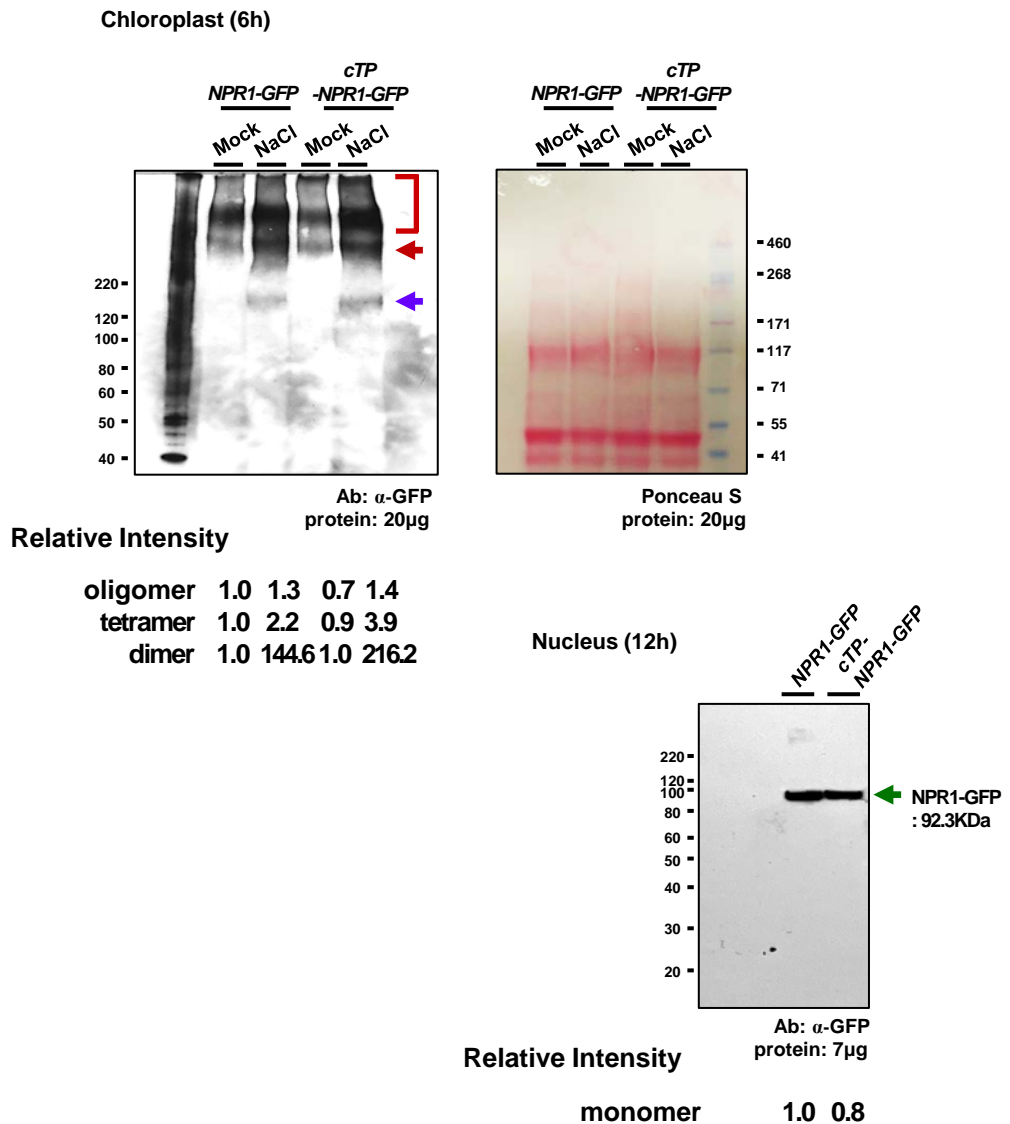 Chloroplast (6h)
cTP
NPR1-GFP -NPR1-GFP
Mock NaCl Mock NaCl
220
120
100
80
60
50
40
Ab: α-GFP
protein: 20µg
cTP
NPR1-GFP -NPR1-GFP
Mock NaCl Mock NaCl
460
268
171
117
71
55
41
Ponceau S
protein: 20µg
Relative Intensity
oligomer 1.0 1.3 0.7 1.4
tetramer 1.0 2.2 0.9 3.9
dimer 1.0 144.6 1.0 216.2
Nucleus (12h)
NPR1-GFP
cTP-
NPR1-GFP
220
120
100
80
60
50
40
30
20
NPR1-GFP
: 92.3KDa
Ab: α-GFP
protein: 7µg
Relative Intensity
monomer 1.0 0.8